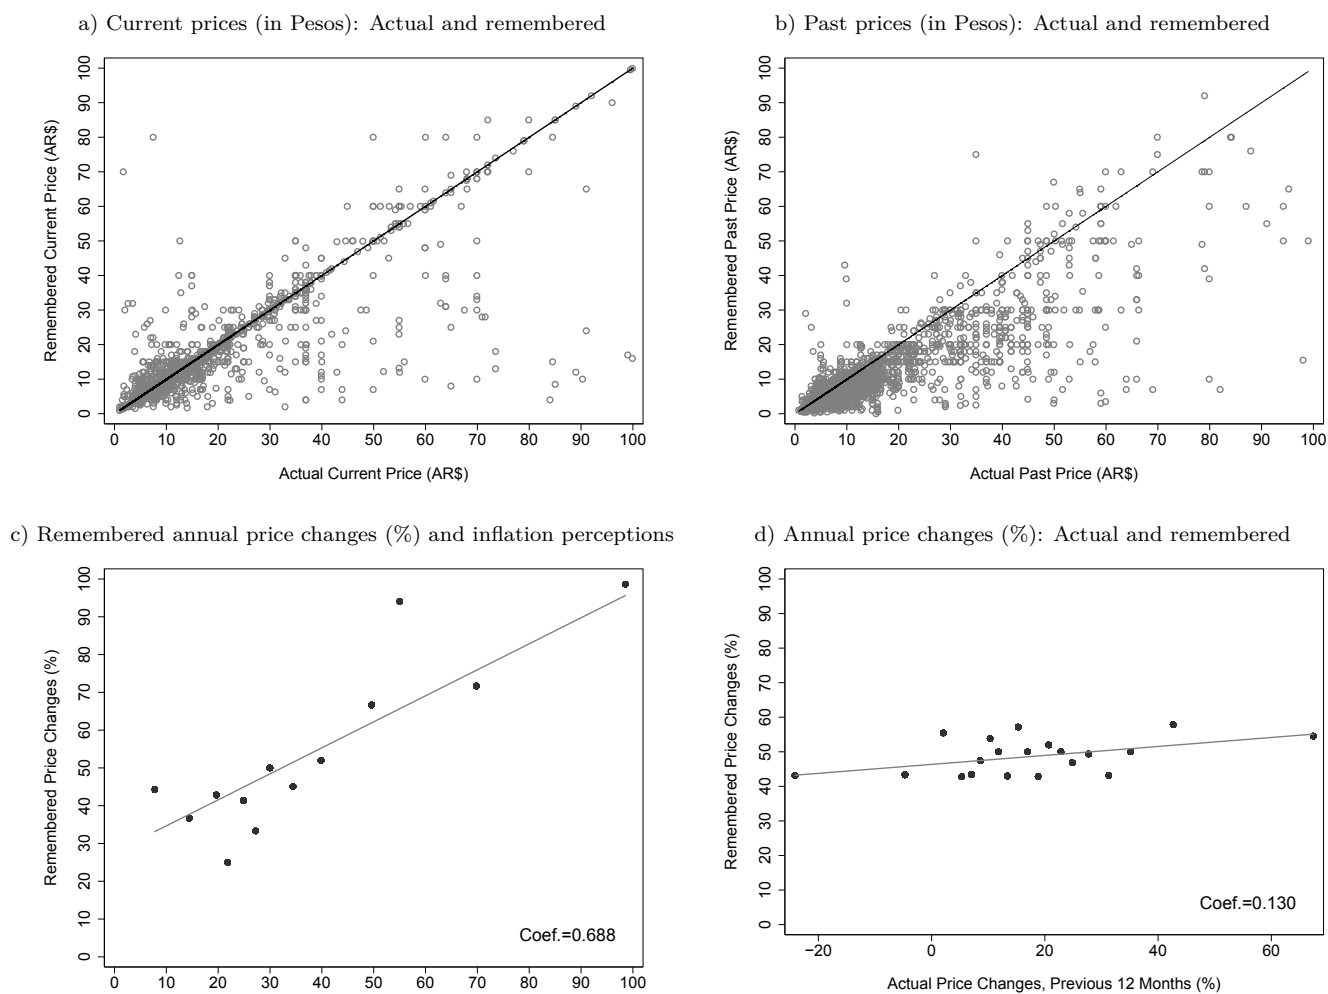 a) Current prices (in Pesos): Actual and remembered
Remembered Current Price (AR$)
100
90
80
70
60
50
40
30
20
10
0
0 10 20 30 40 50 60 70 80 90 100
Actual Current Price (AR$)
b) Past prices (in Pesos): Actual and remembered
Remembered Past Price (AR$)
100
90
80
70
60
50
40
30
20
10
0
0 10 20 30 40 50 60 70 80 90 100
Actual Past Price (AR$)
c) Remembered annual price changes (%) and inflation perceptions
Remembered Price Changes (%)
100
90
80
70
60
50
40
30
20
10
0
Coef.=0.688
0 10 20 30 40 50 60 70 80 90 100
d) Annual price changes (%): Actual and remembered
Remembered Price Changes (%)
100
90
80
70
60
50
40
30
20
10
0
Coef.=0.130
−20 0 20 40 60
Actual Price Changes, Previous 12 Months (%)